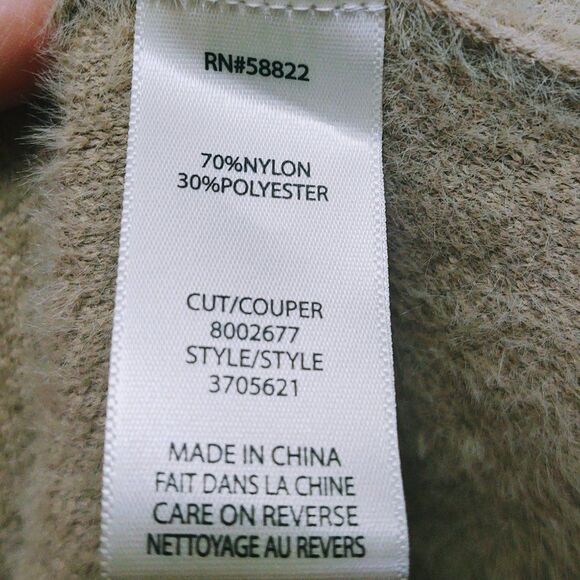 RN#58822
70%NYLON
30%POLYESTER
CUT/COUPER
8002677
STYLE/STYLE
3705621
MADE IN CHINA
FAIT DANS LA CHINE
CARE ON REVERSE
NETTOYAGE AU REVERS